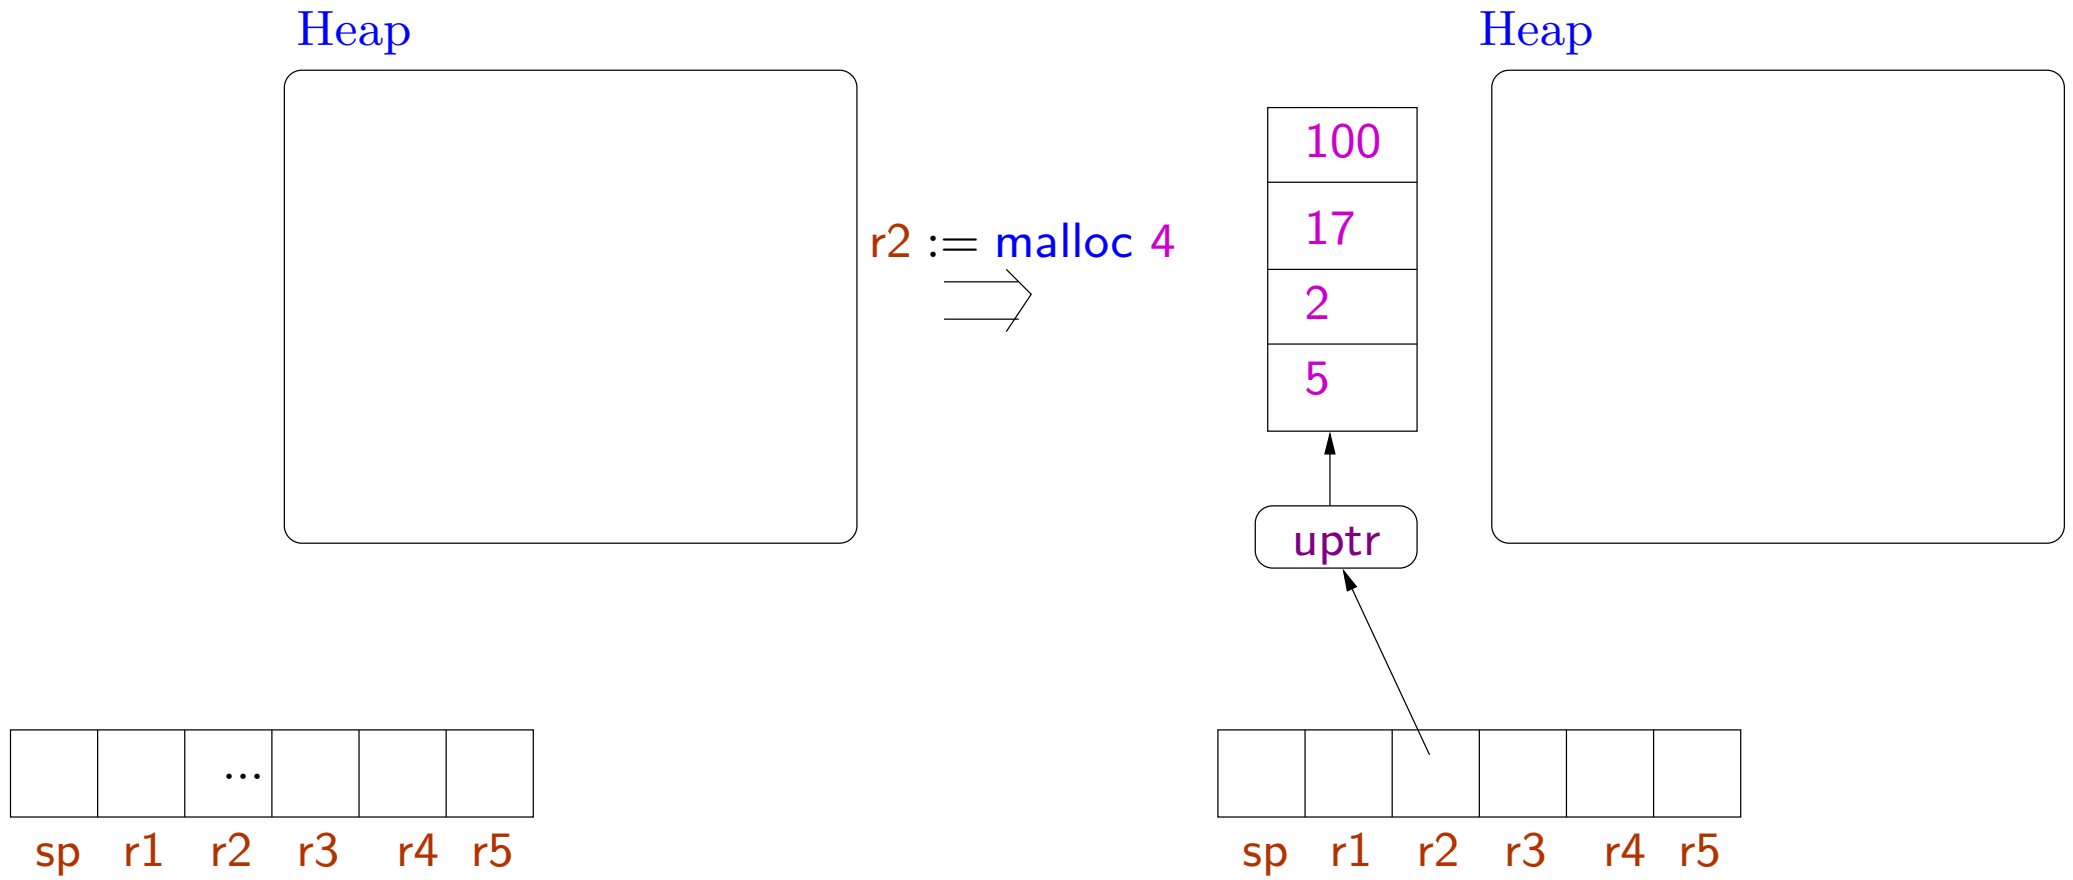 Heap
Heap
100
17
r2 := malloc 4
2
5
uptr
...
sp r1 r2 r3 r4 r5
sp r1 r2 r3 r4 r5